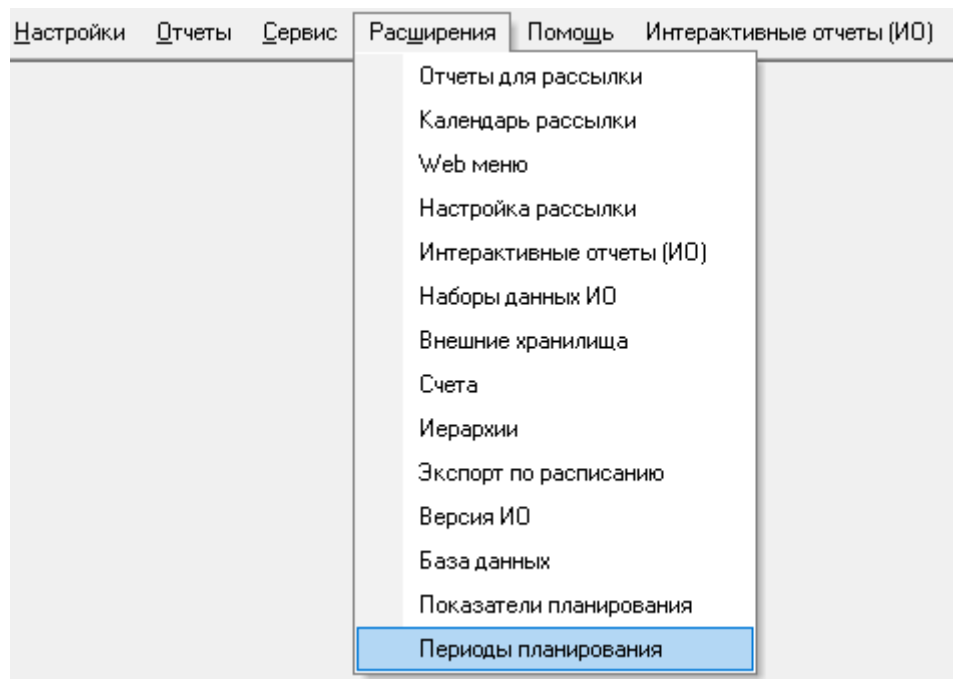 Настройки Отчеты Сервис Расширения Помощь Интерактивные отчеты (ИО)
Отчеты для рассылки
Календарь рассылки
Web меню
Настройка рассылки
Интерактивные отчеты (ИО)
Наборы данных ИО
Внешние хранилища
Счета
Иерархии
Экспорт по расписанию
Версия ИО
База данных
Показатели планирования
Периоды планирования